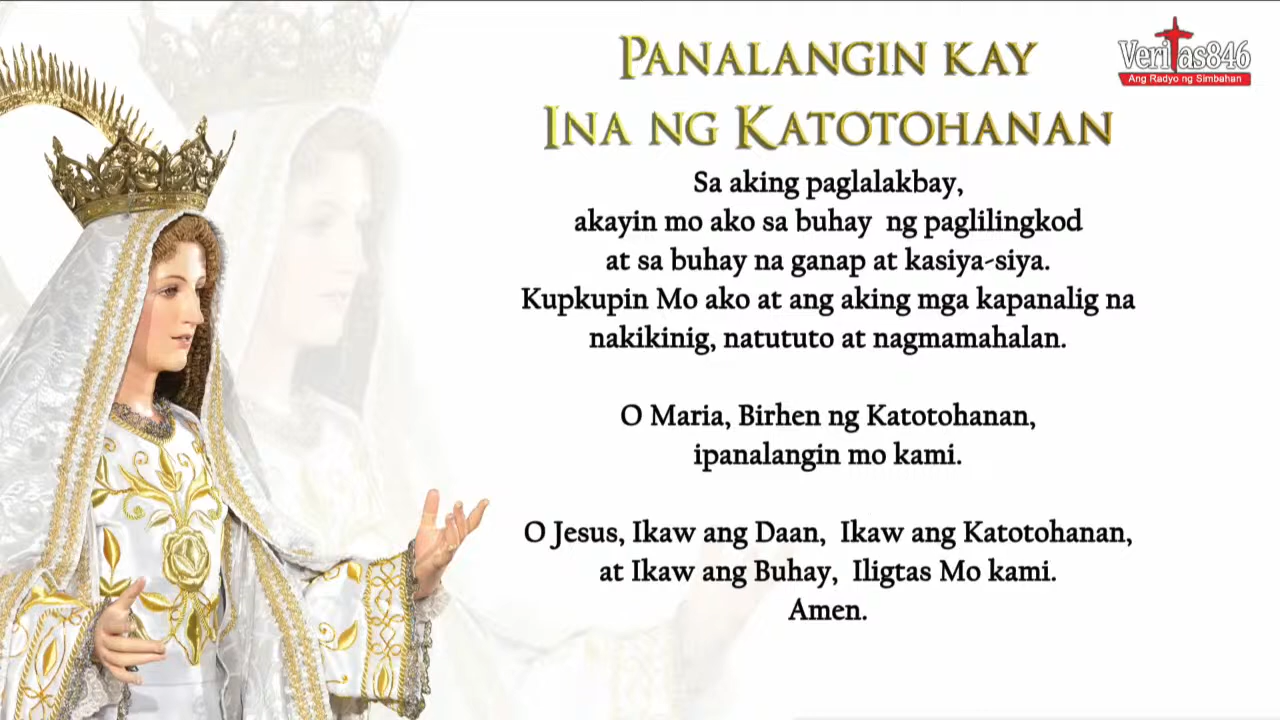 PANALANGIN KAY
INA NG KATOTOHANAN
Veritas846
Ang Radyo ng Simbahan
Sa aking paglalakbay,
akayin mo ako sa buhay ng paglilingkod
at sa buhay na ganap at kasiya-siya.
Kupkupin Mo ako at ang aking mga kapanalig na
nakikinig, natututo at nagmamahalan.
O Maria, Birhen ng Katotohanan,
ipanalangin mo kami.
O Jesus, Ikaw ang Daan, Ikaw ang Katotohanan,
at Ikaw ang Buhay, Iligtas Mo kami.
Amen.